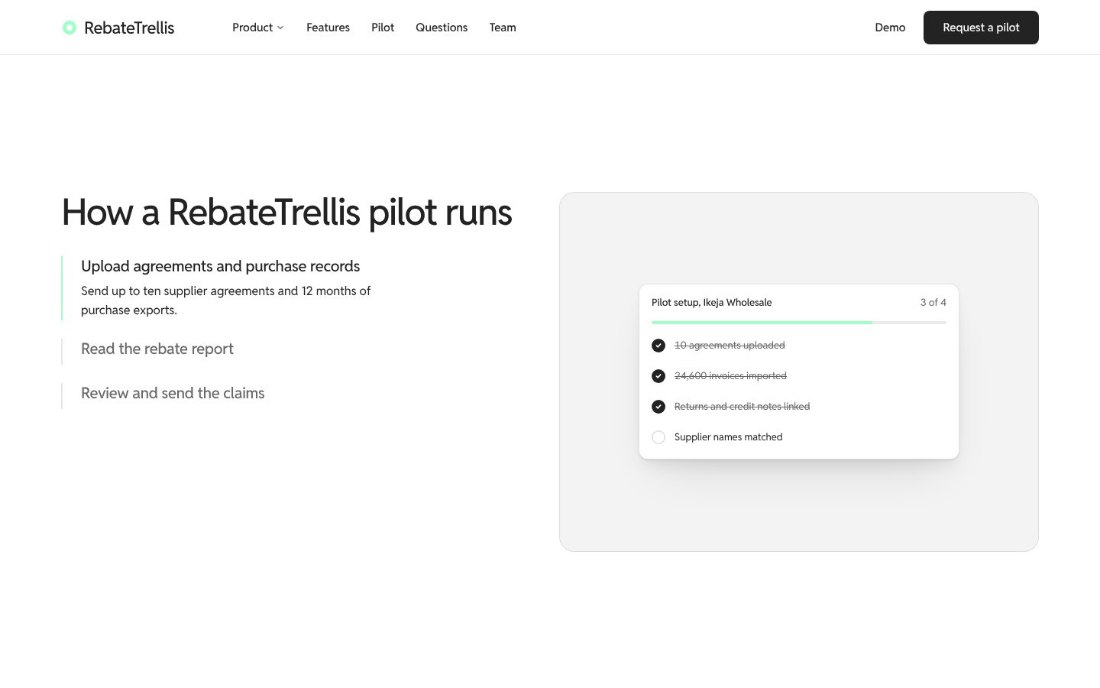 RebateTrellis
Product
Features
Pilot
Questions
Team
Demo
Request a pilot
How a RebateTrellis pilot runs
Upload agreements and purchase records
Send up to ten supplier agreements and 12 months of
purchase exports.
Read the rebate report
Review and send the claims
Pilot setup, Ikeja Wholesale
3 of 4
10 agreements uploaded
24,600 invoices imported
Returns and credit notes linked
Supplier names matched